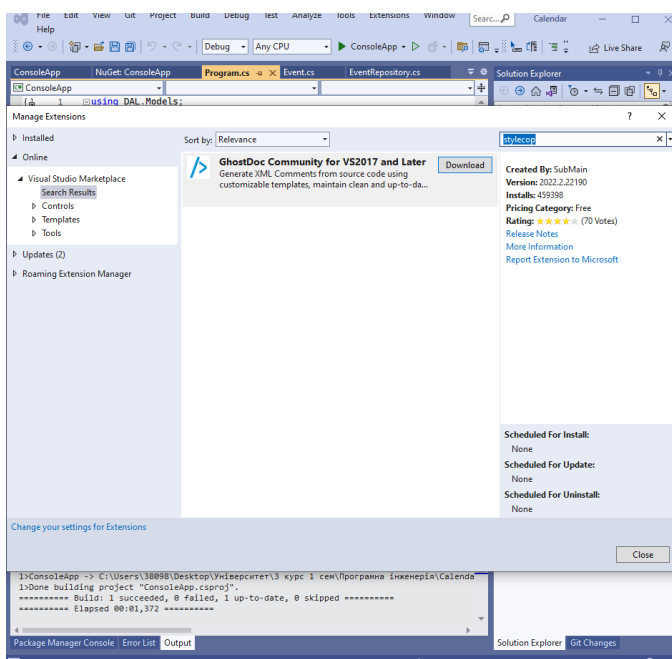 File Edit View Git Project Build Debug Test Analyze Tools Extensions Window Searc... Calendar
Help
Debug Any CPU ConsoleApp Live Share
ConsoleApp NuGet: ConsoleApp Program.cs Event.cs EventRepository.cs Solution Explorer
ConsoleApp
1 using DAL.Models;
Manage Extensions ? X
Installed
Online
Visual Studio Marketplace
Search Results
Controls
Templates
Tools
Updates (2)
Roaming Extension Manager
Sort by: Relevance
GhostDoc Community for VS2017 and Later
Generate XML Comments from source code using
customizable templates, maintain clean and up-to-da...
Download
stylecop
Created By: SubMain
Version: 2022.2.22190
Installs: 459398
Pricing Category: Free
Rating: (70 Votes)
Release Notes
More Information
Report Extension to Microsoft
Scheduled For Install:
None
Scheduled For Update:
None
Scheduled For Uninstall:
None
Change your settings for Extensions
Close
1>ConsoleApp -> C:\Users\38098\Desktop\Університет\3 курс 1 сем\Програмна інженерія\Calenda
1>Done building project "ConsoleApp.csproj".
========== Build: 1 succeeded, 0 failed, 1 up-to-date, 0 skipped ==========
========== Elapsed 00:01,372 ==========
Package Manager Console Error List Output Solution Explorer Git Changes